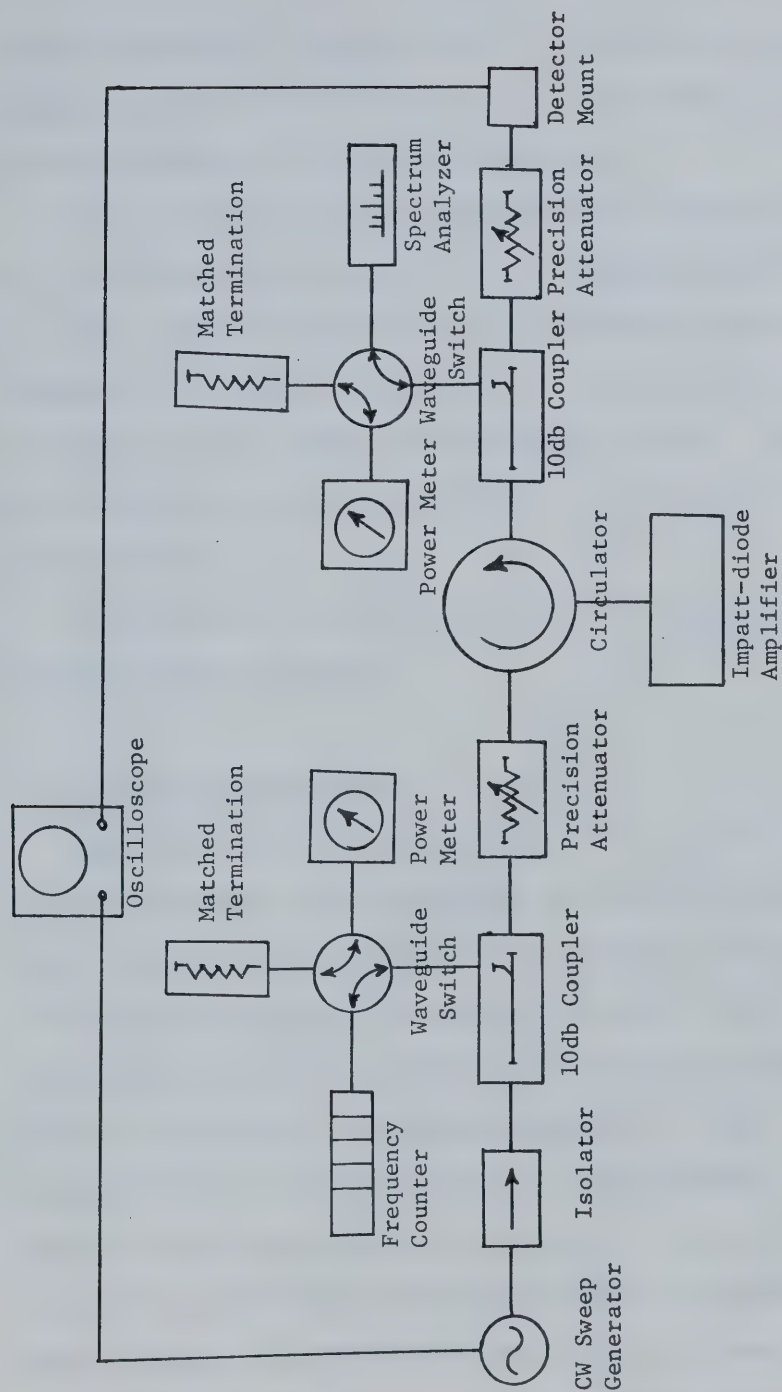 Oscilloscope
Matched
Termination
Matched
Termination
Power
Meter
Spectrum
Analyzer
Frequency
Counter
Waveguide
Switch
Power Meter
Waveguide
Switch
CW Sweep
Generator
Isolator
10db Coupler
Precision
Attenuator
Circulator
10db Coupler
Precision
Attenuator
Detector
Mount
Impatt-diode
Amplifier